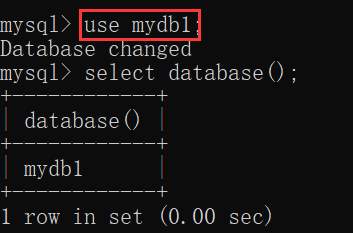 mysql> use mydb1;
Database changed
mysql> select database();
+------------+
| database() |
+------------+
| mydb1      |
+------------+
1 row in set (0.00 sec)